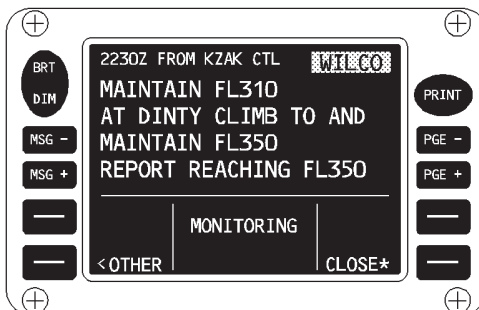 BRT
DIM
MSG -
MSG +
2230Z FROM KZAK CTL WILCO
MAINTAIN FL310
AT DINTY CLIMB TO AND
MAINTAIN FL350
REPORT REACHING FL350
MONITORING
<OTHER
CLOSE*
PRINT
PGE -
PGE +